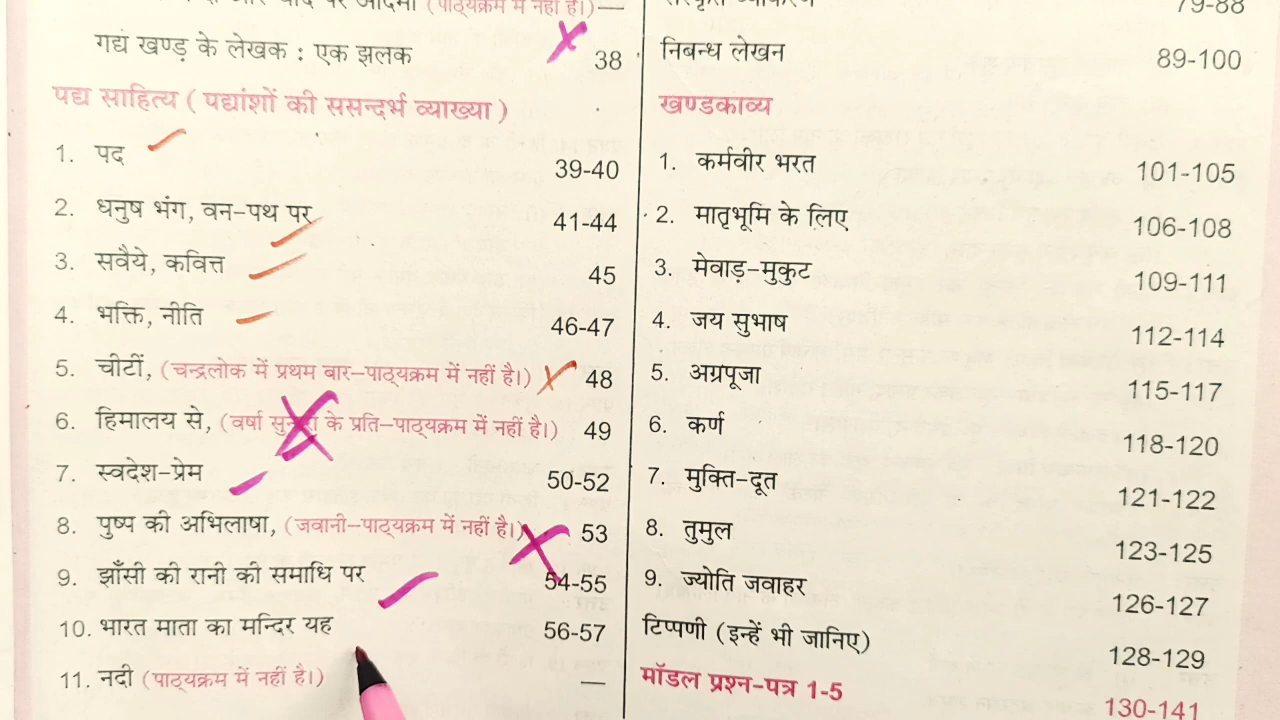 (पाठ्यक्रम में नहीं है।)—
गद्यं खण्ड़ के लेखक : एक झलक 38
पद्य साहित्य ( पद्यांशों की ससन्दर्भ व्याख्या )
1. पद 39-40
2. धनुष भंग, वन-पथ पर 41-44
3. सवैये, कवित्त 45
4. भक्ति, नीति 46-47
5. चीटीं, (चन्द्रलोक में प्रथम बार-पाठ्यक्रम में नहीं है।) 48
6. हिमालय से, (वर्षा सुन्दरी के प्रति-पाठ्यक्रम में नहीं है।) 49
7. स्वदेश-प्रेम 50-52
8. पुष्प की अभिलाषा, (जवानी-पाठ्यक्रम में नहीं है।) 53
9. झाँसी की रानी की समाधि पर 54-55
10. भारत माता का मन्दिर यह 56-57
11. नदी (पाठ्यक्रम में नहीं है।) —
79-88
निबन्ध लेखन 89-100
खण्डकाव्य
1. कर्मवीर भरत 101-105
2. मातृभूमि के लिए 106-108
3. मेवाड़-मुकुट 109-111
4. जय सुभाष 112-114
5. अग्रपूजा 115-117
6. कर्ण 118-120
7. मुक्ति-दूत 121-122
8. तुमुल 123-125
9. ज्योति जवाहर 126-127
टिप्पणी (इन्हें भी जानिए) 128-129
मॉडल प्रश्न-पत्र 1-5 130-141